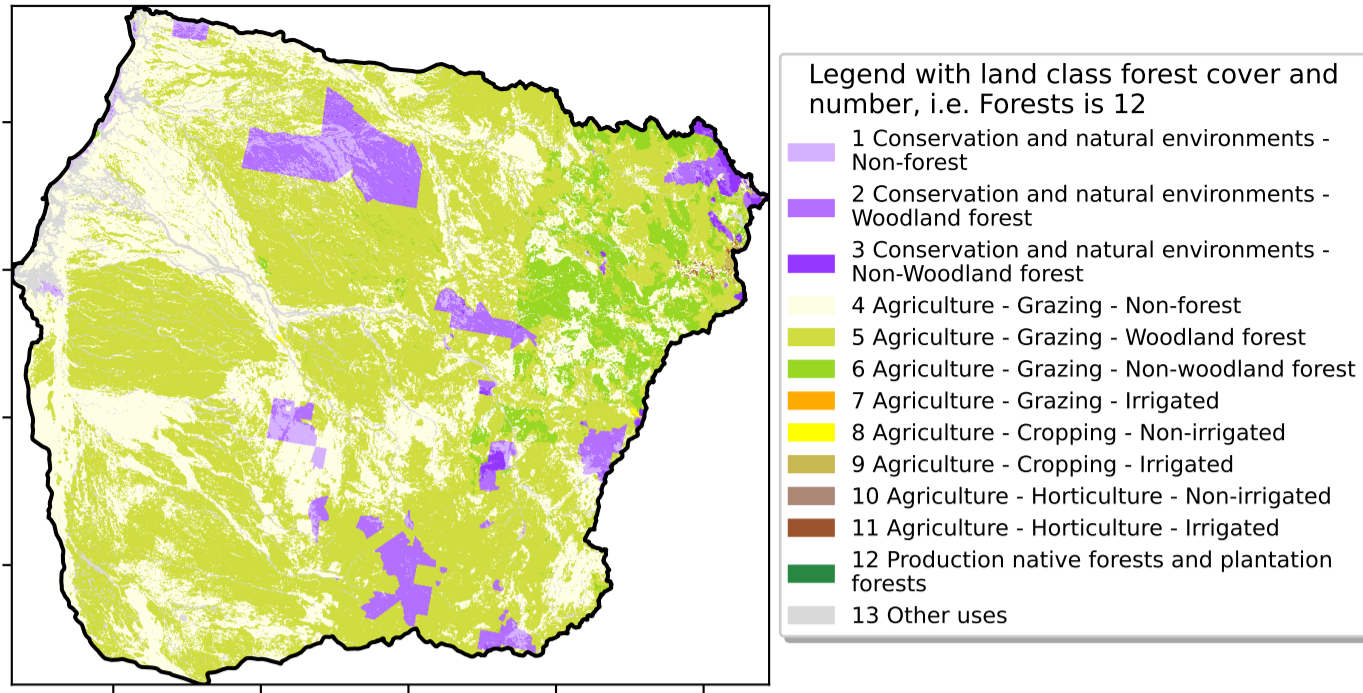 Legend with land class forest cover and
number, i.e. Forests is 12
1 Conservation and natural environments -
Non-forest
2 Conservation and natural environments -
Woodland forest
3 Conservation and natural environments -
Non-Woodland forest
4 Agriculture - Grazing - Non-forest
5 Agriculture - Grazing - Woodland forest
6 Agriculture - Grazing - Non-woodland forest
7 Agriculture - Grazing - Irrigated
8 Agriculture - Cropping - Non-irrigated
9 Agriculture - Cropping - Irrigated
10 Agriculture - Horticulture - Non-irrigated
11 Agriculture - Horticulture - Irrigated
12 Production native forests and plantation
forests
13 Other uses